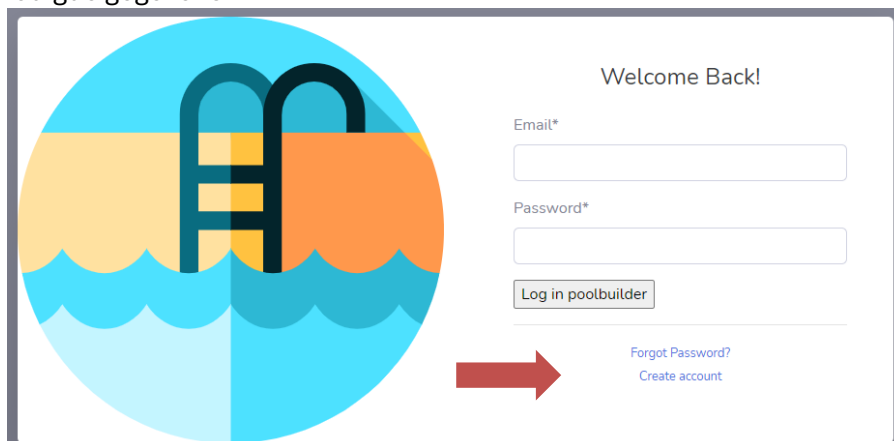 Welcome Back!
Email*
Password*
Log in poolbuilder
Forgot Password?
Create account